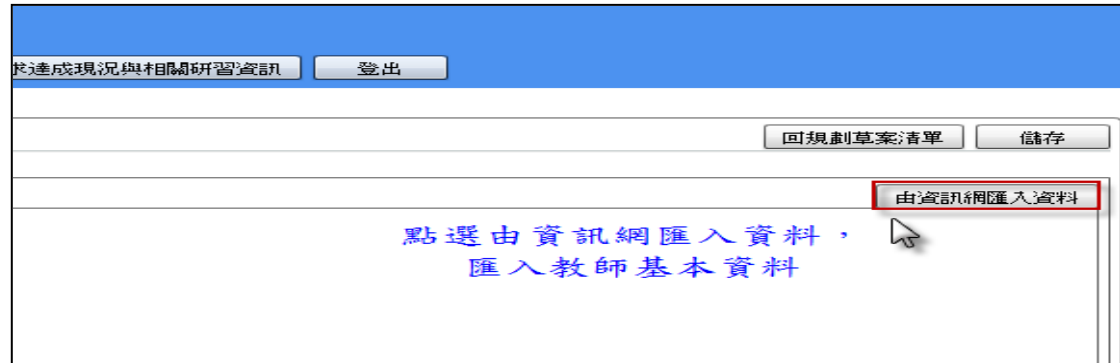 達成現況與相關研習資訊 登出
回規劃草案清單 儲存
由資訊網匯入資料
點選由資訊網匯入資料，
匯入教師基本資料